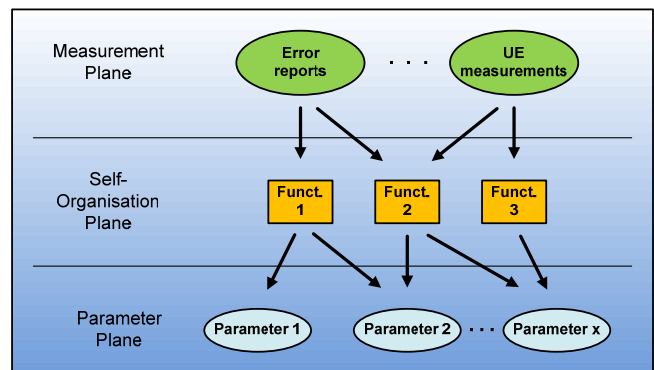 Measurement
Plane
Error
reports
. . .
UE
measurements
Self-
Organisation
Plane
Funct.
1
Funct.
2
Funct.
3
Parameter
Plane
Parameter 1
Parameter 2
...
Parameter x